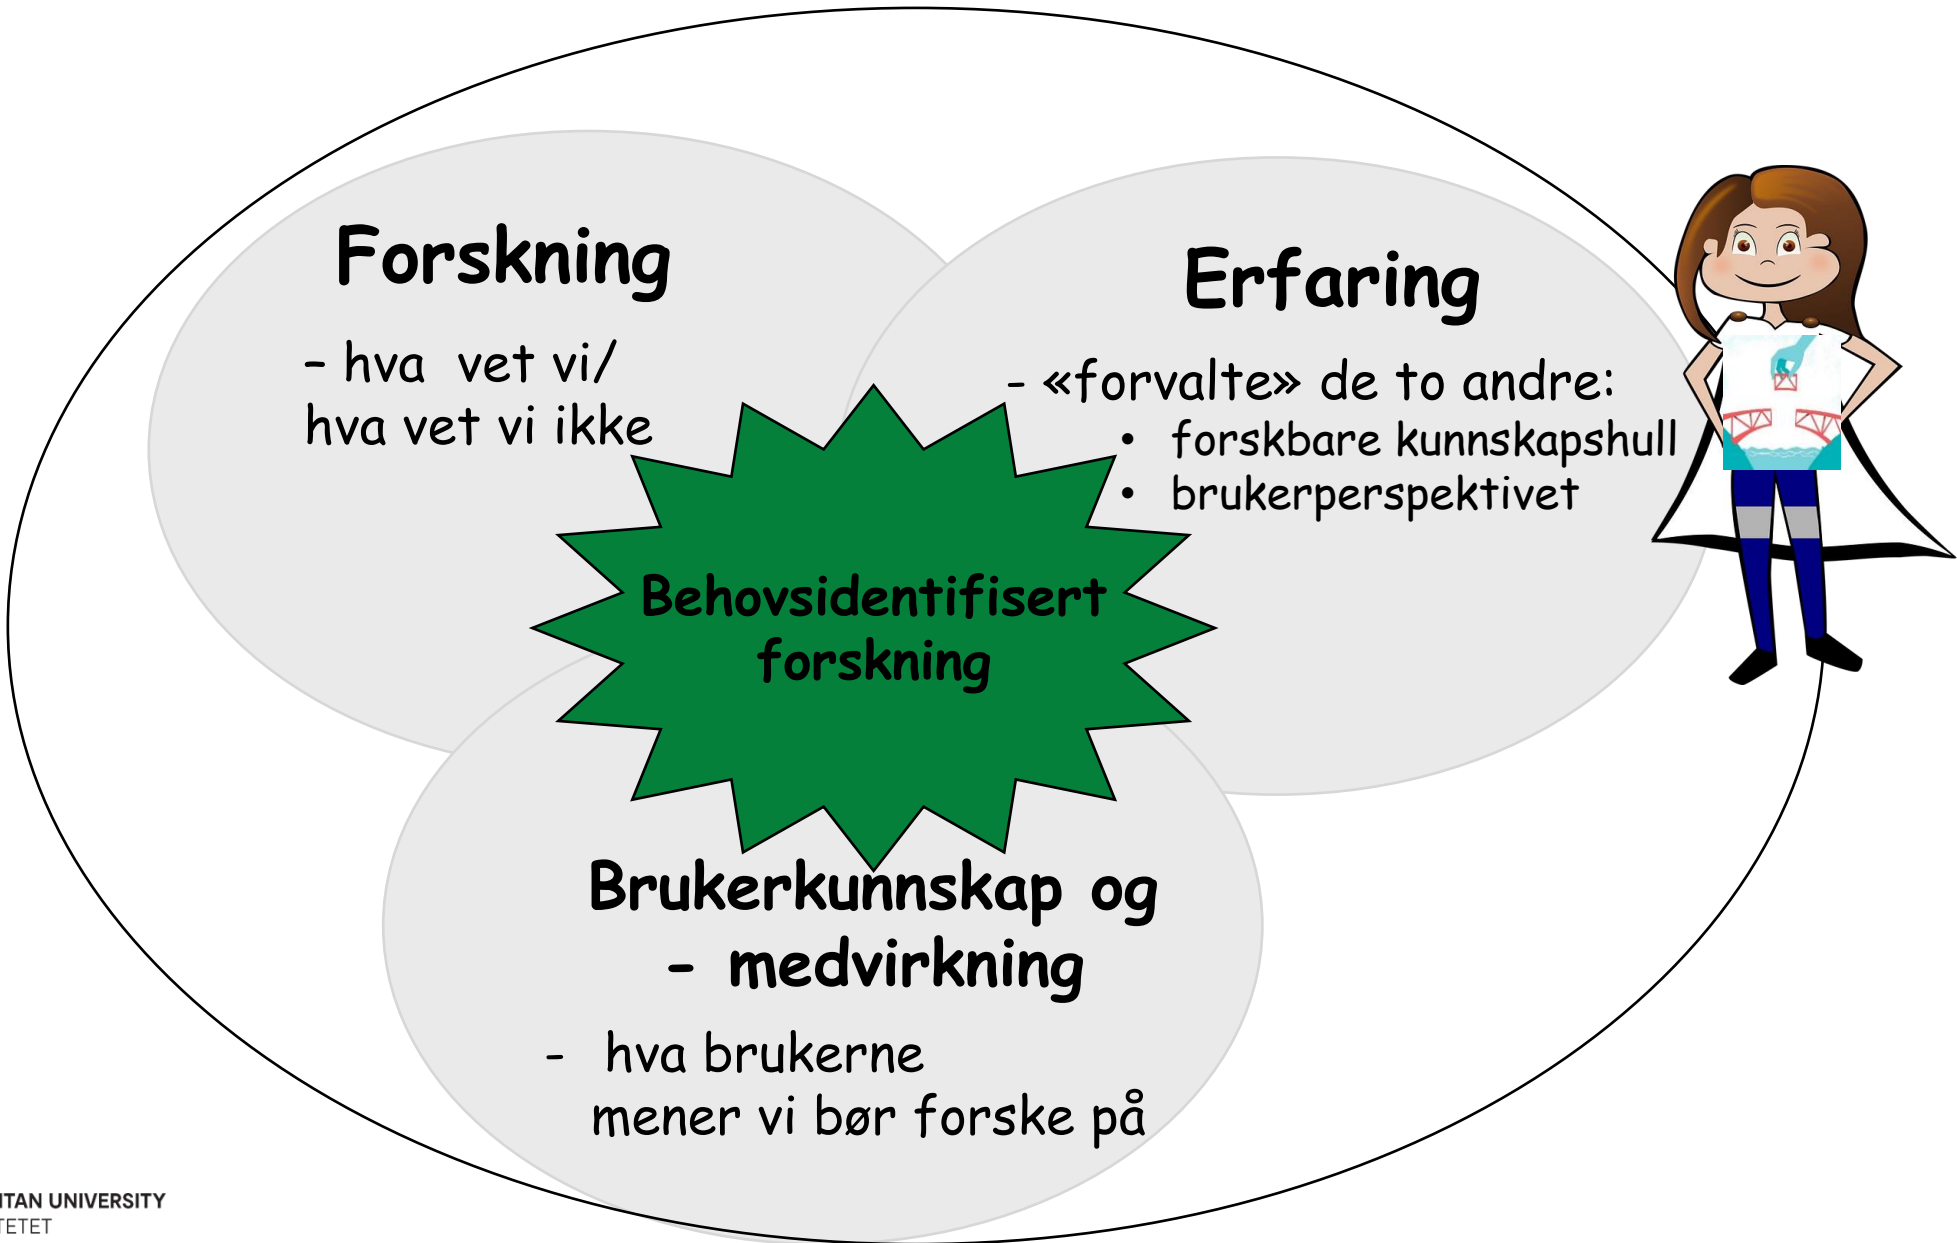 Forskning
– hva vet vi/
hva vet vi ikke
Erfaring
- «forvalte» de to andre:
• forskbare kunnskapshull
• brukerperspektivet
Behovsidentifisert
forskning
Brukerkunnskap og
- medvirkning
- hva brukerne
mener vi bør forske på
ITAN UNIVERSITY
TETET